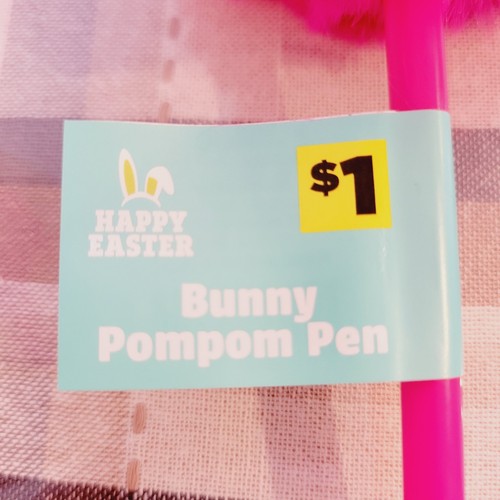 HAPPY
EASTER
$1
Bunny
Pompom Pen